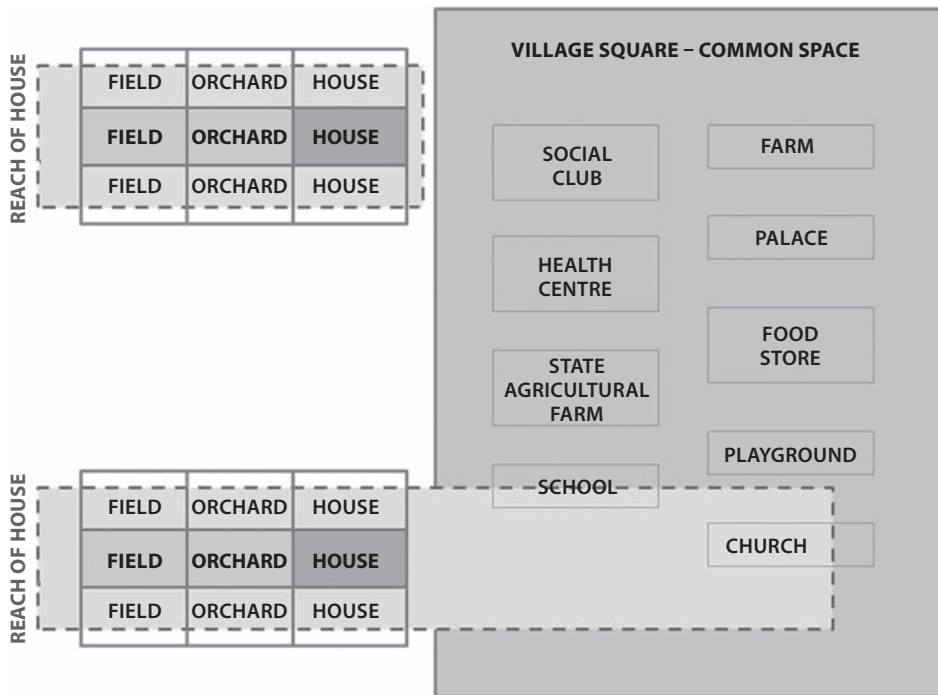 VILLAGE SQUARE – COMMON SPACE
REACH OF HOUSE
FIELD ORCHARD HOUSE
FIELD ORCHARD HOUSE
FIELD ORCHARD HOUSE
SOCIAL
CLUB
FARM
PALACE
HEALTH
CENTRE
FOOD
STORE
STATE
AGRICULTURAL
FARM
PLAYGROUND
SCHOOL
CHURCH
REACH OF HOUSE
FIELD ORCHARD HOUSE
FIELD ORCHARD HOUSE
FIELD ORCHARD HOUSE